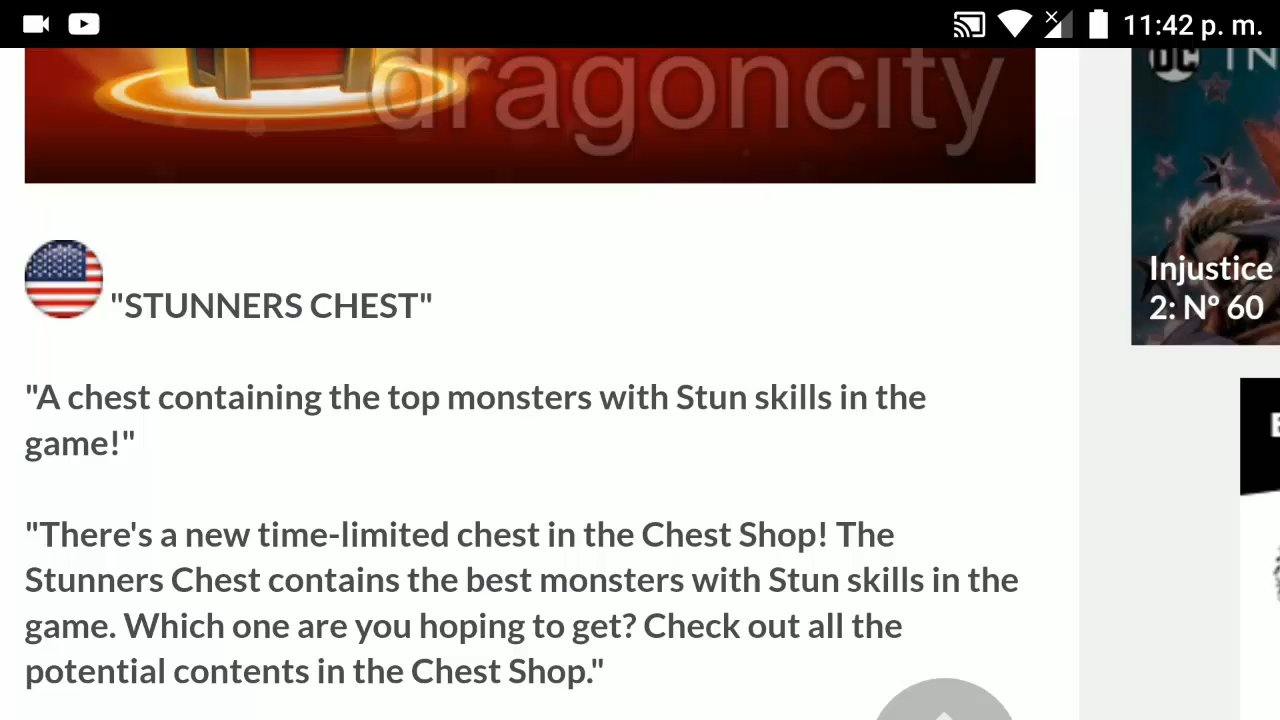 11:42 p. m.
dragoncity
"STUNNERS CHEST"
"A chest containing the top monsters with Stun skills in the
game!"
"There's a new time-limited chest in the Chest Shop! The
Stunners Chest contains the best monsters with Stun skills in the
game. Which one are you hoping to get? Check out all the
potential contents in the Chest Shop."
DC IN
Injustice
2: Nº 60